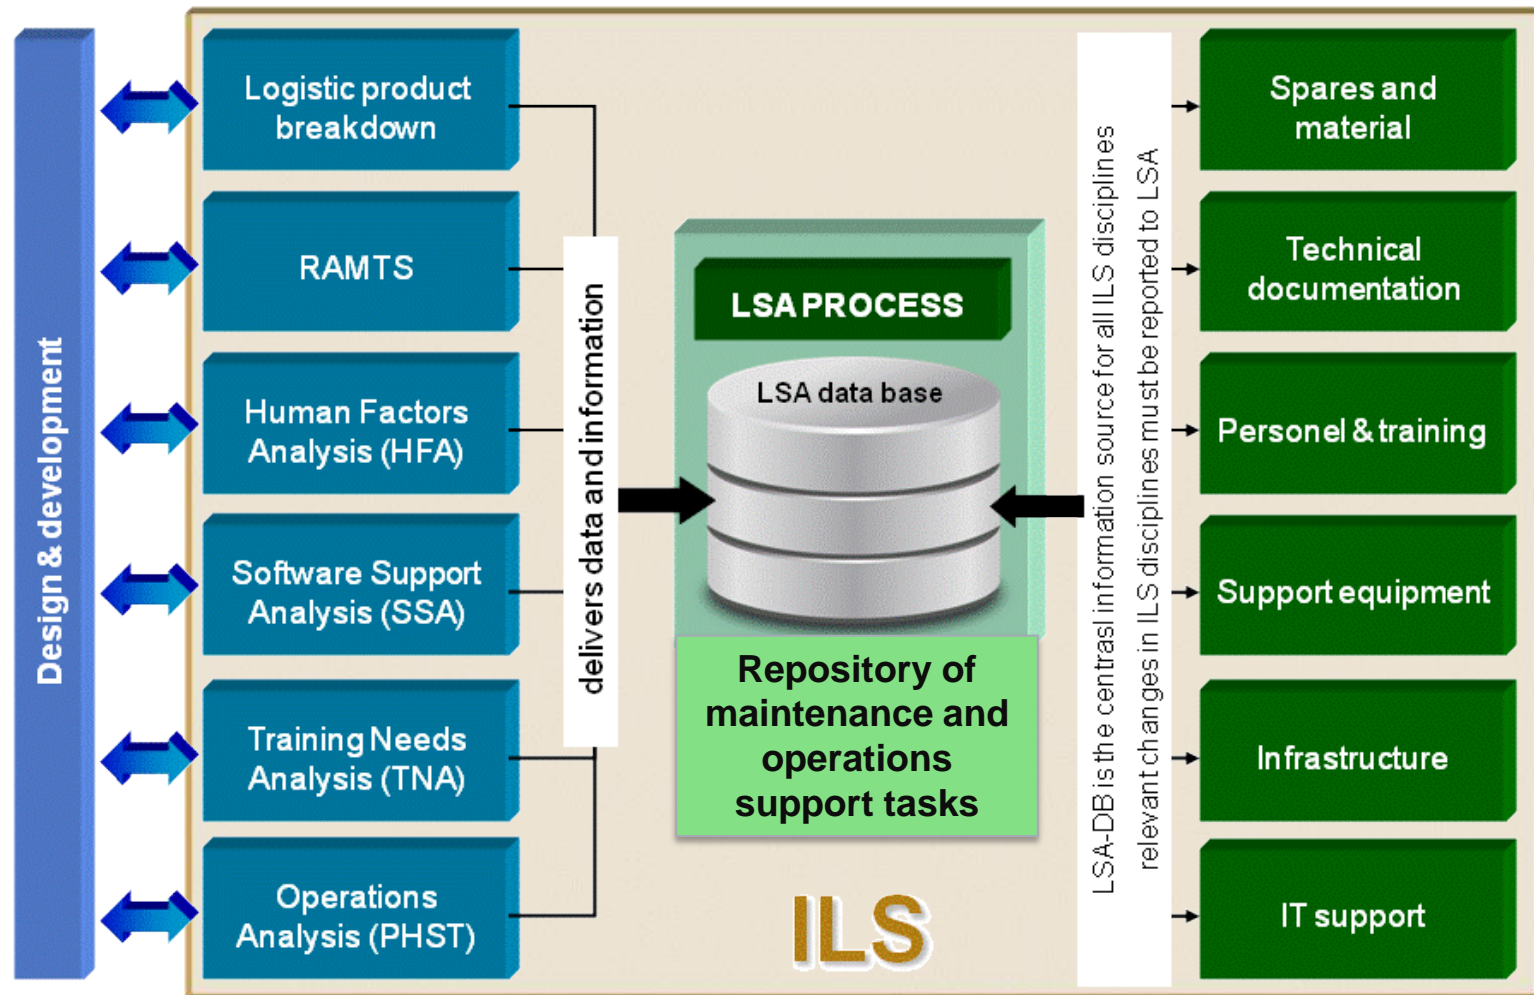 Design & development
Logistic product
breakdown
RAMTS
Human Factors
Analysis (HFA)
Software Support
Analysis (SSA)
Training Needs
Analysis (TNA)
Operations
Analysis (PHST)
delivers data and information
LSA PROCESS
LSA data base
Repository of
maintenance and
operations
support tasks
ILS
LSA-DB is the centrasl information source for all ILS disciplines
relevant changes in ILS disciplines must be reported to LSA
Spares and
material
Technical
documentation
Personel & training
Support equipment
Infrastructure
IT support